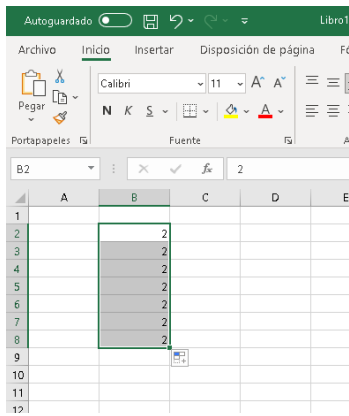 Autoguardado Libro1
Archivo Inicio Insertar Disposición de página Fó
Pegar
Calibri 11 A A
N K S A
Portapapeles Fuente
B2 fx 2
A B C D E
1
2 2
3 2
4 2
5 2
6 2
7 2
8 2
9
10
11
12